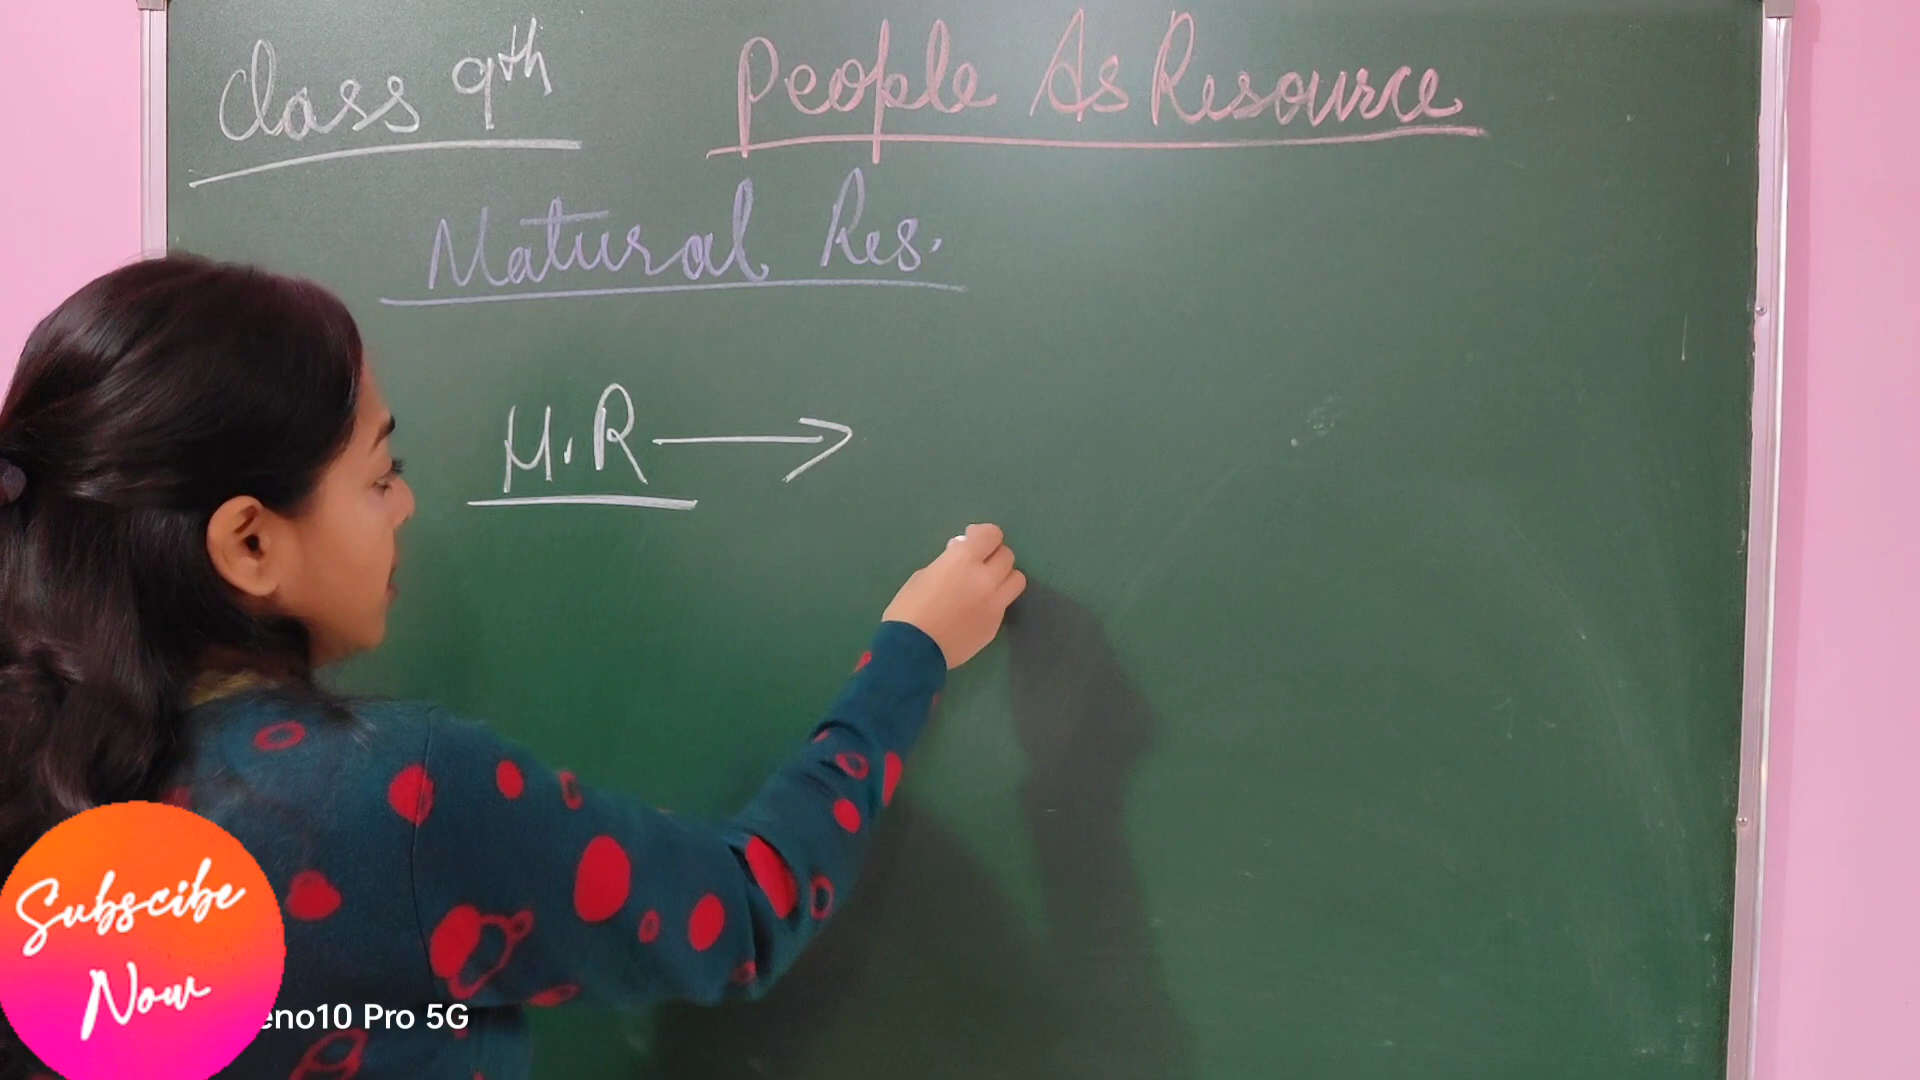 Class 9th People As Resource
Natural Res.
H.R →
Subscibe
Now
eno10 Pro 5G